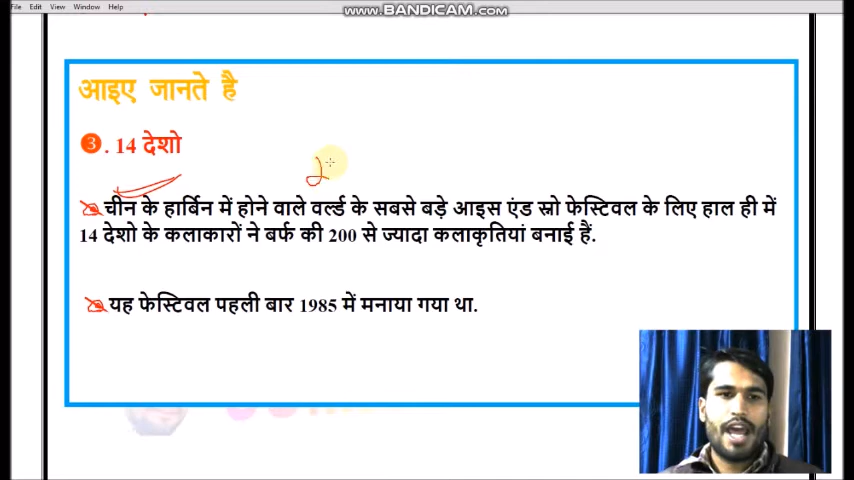 File Edit View Window Help
www.BANDICAM.com
आइए जानते है
3. 14 देशो
चीन के हार्बिन में होने वाले वर्ल्ड के सबसे बड़े आइस एंड स्नो फेस्टिवल के लिए हाल ही में
14 देशो के कलाकारों ने बर्फ की 200 से ज्यादा कलाकृतियां बनाई हैं.
यह फेस्टिवल पहली बार 1985 में मनाया गया था.